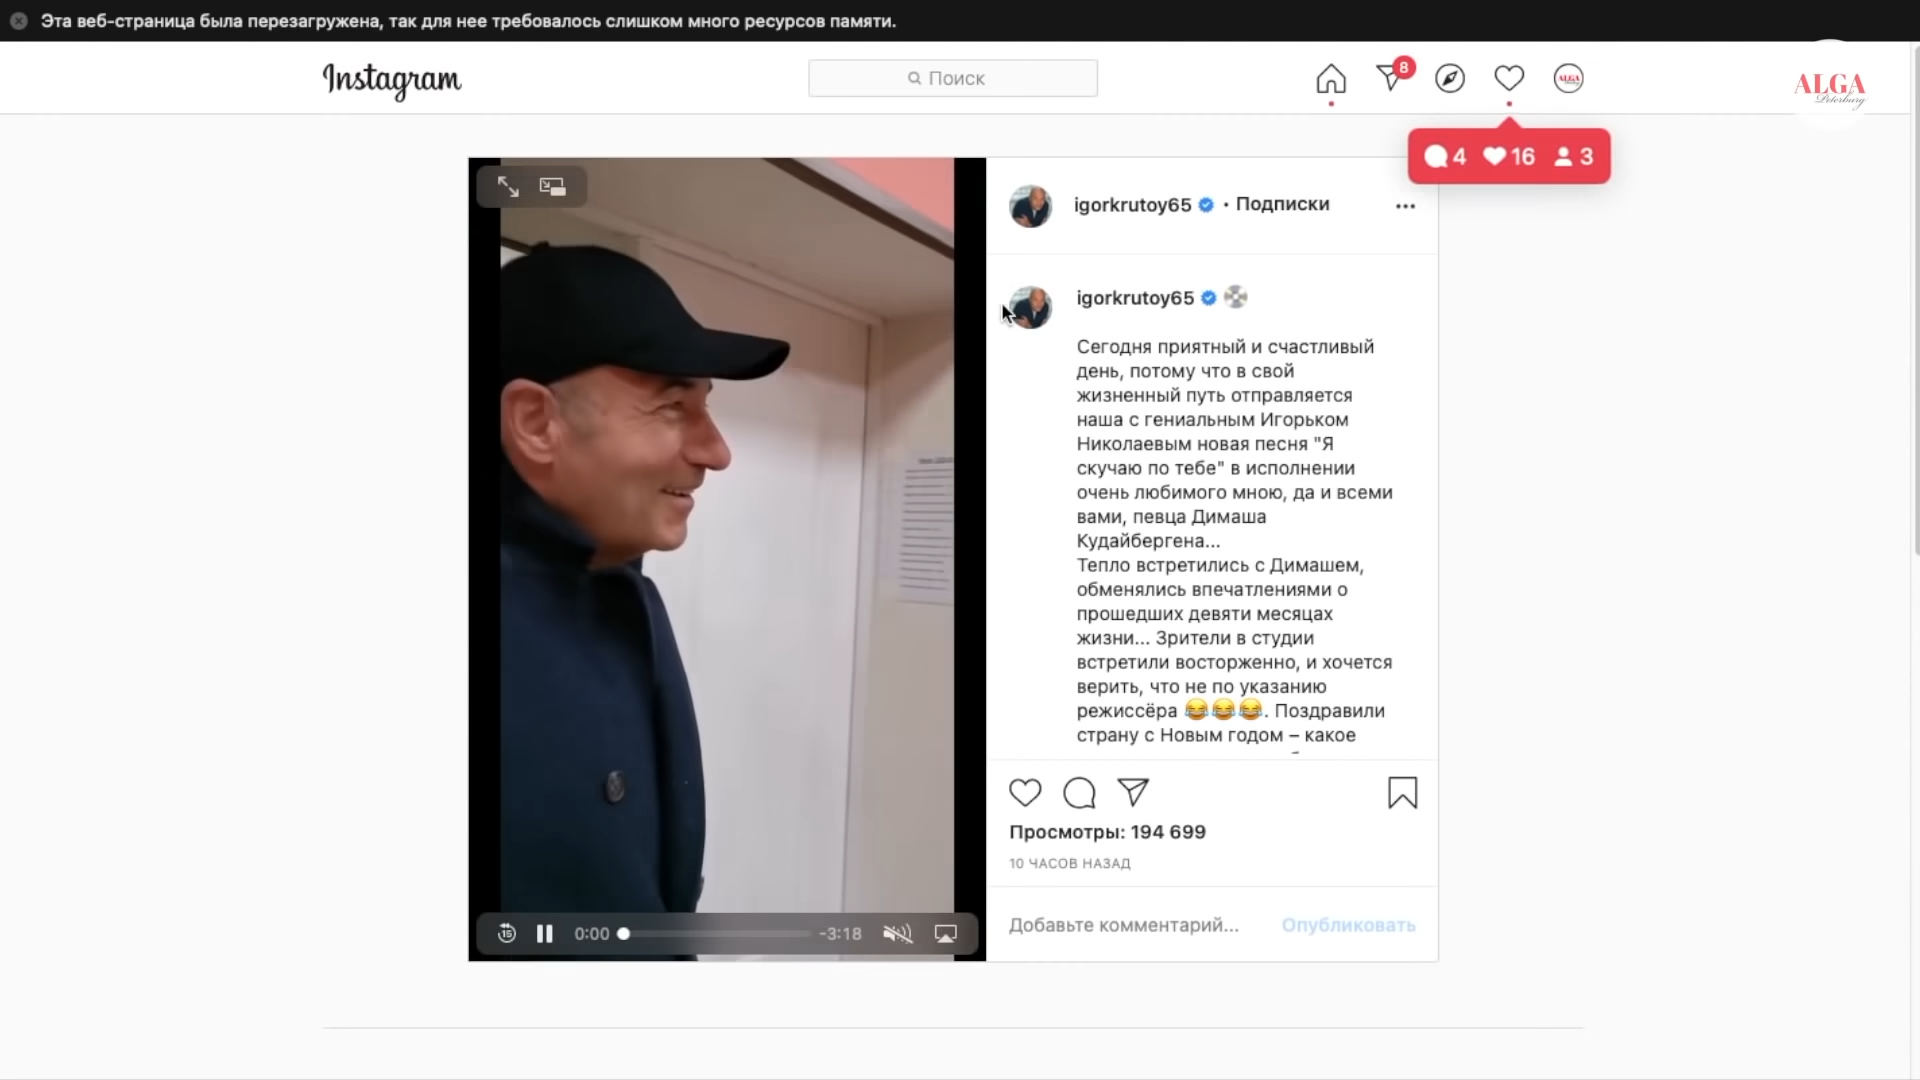 Эта веб-страница была перезагружена, так для нее требовалось слишком много ресурсов памяти.
Instagram
Поиск
8
ALGA
Peterburg
4 16 3
igorkrutoy65 • Подписки
igorkrutoy65
Сегодня приятный и счастливый
день, потому что в свой
жизненный путь отправляется
наша с гениальным Игорьком
Николаевым новая песня "Я
скучаю по тебе" в исполнении
очень любимого мною, да и всеми
вами, певца Димаша
Кудайбергена...
Тепло встретились с Димашем,
обменялись впечатлениями о
прошедших девяти месяцах
жизни... Зрители в студии
встретили восторженно, и хочется
верить, что не по указанию
режиссёра 😂😂😂. Поздравили
страну с Новым годом – какое
Просмотры: 194 699
10 ЧАСОВ НАЗАД
Добавьте комментарий... Опубликовать
15 0:00 -3:18